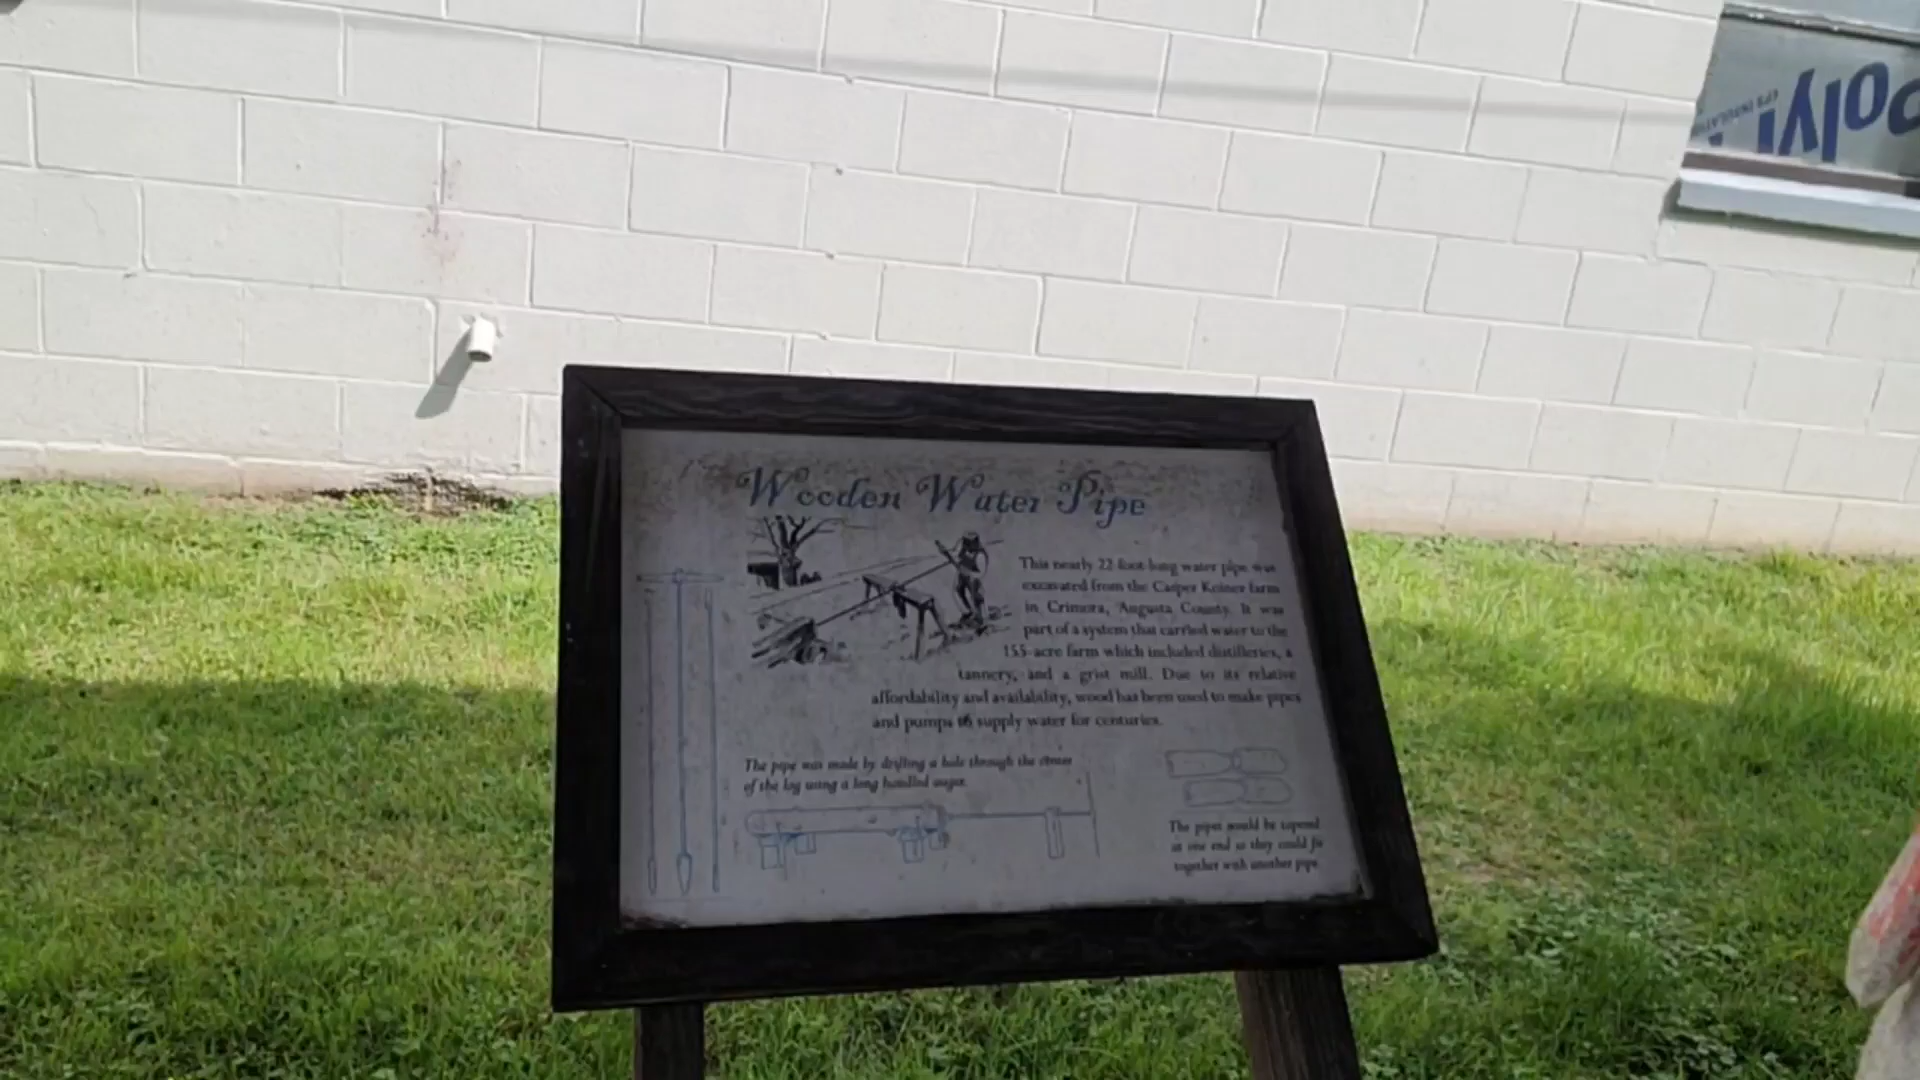 Poly
Wooden Water Pipe
This nearly 22 foot long water pipe was
excavated from the Casper Koiner farm
in Crimora, Augusta County. It was
part of a system that carried water to the
155-acre farm which included distilleries, a
tannery, and a grist mill. Due to its relative
affordability and availability, wood has been used to make pipes
and pumps to supply water for centuries.
The pipe was made by drifting a hole through the center
of the log using a long handled auger.
The pipes would be tapered
at one end so they could fit
together with another pipe.